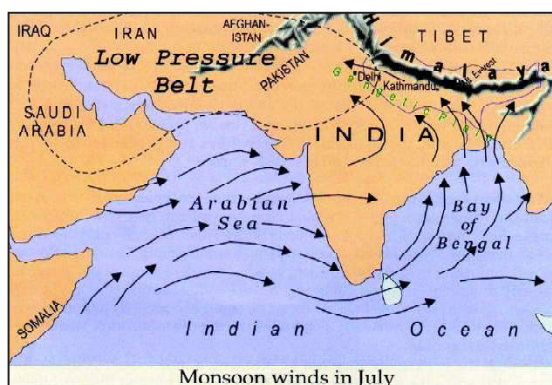 IRAQ
IRAN
AFGHAN-
ISTAN
TIBET
Himalaya
Low Pressure
Belt
PAKISTAN
Delhi
Everest
Kathmandu
Gangetic Plain
SAUDI
ARABIA
INDIA
Arabian
Sea
Bay
of
Bengal
SOMALIA
Indian Ocean
Monsoon winds in July